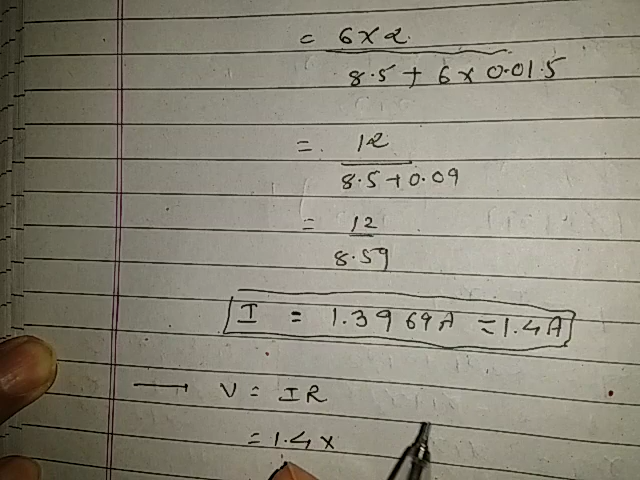 = 6×2
8.5 + 6 × 0.015
= 12
8.5 + 0.09
= 12
8.59
I = 1.3969A = 1.4A
→ V = IR
= 1.4 ×